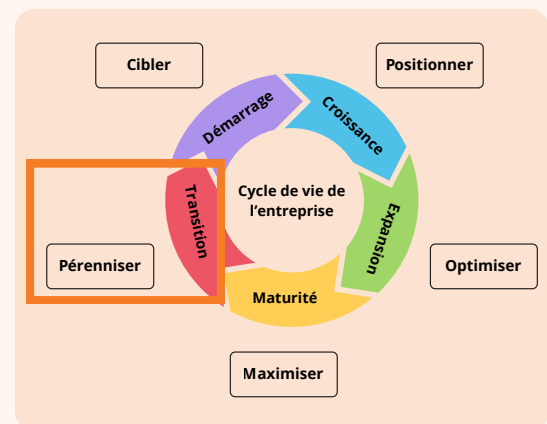 Cibler
Positionner
Démarrage
Croissance
Cycle de vie de
l’entreprise
Transition
Expansion
Pérenniser
Optimiser
Maturité
Maximiser